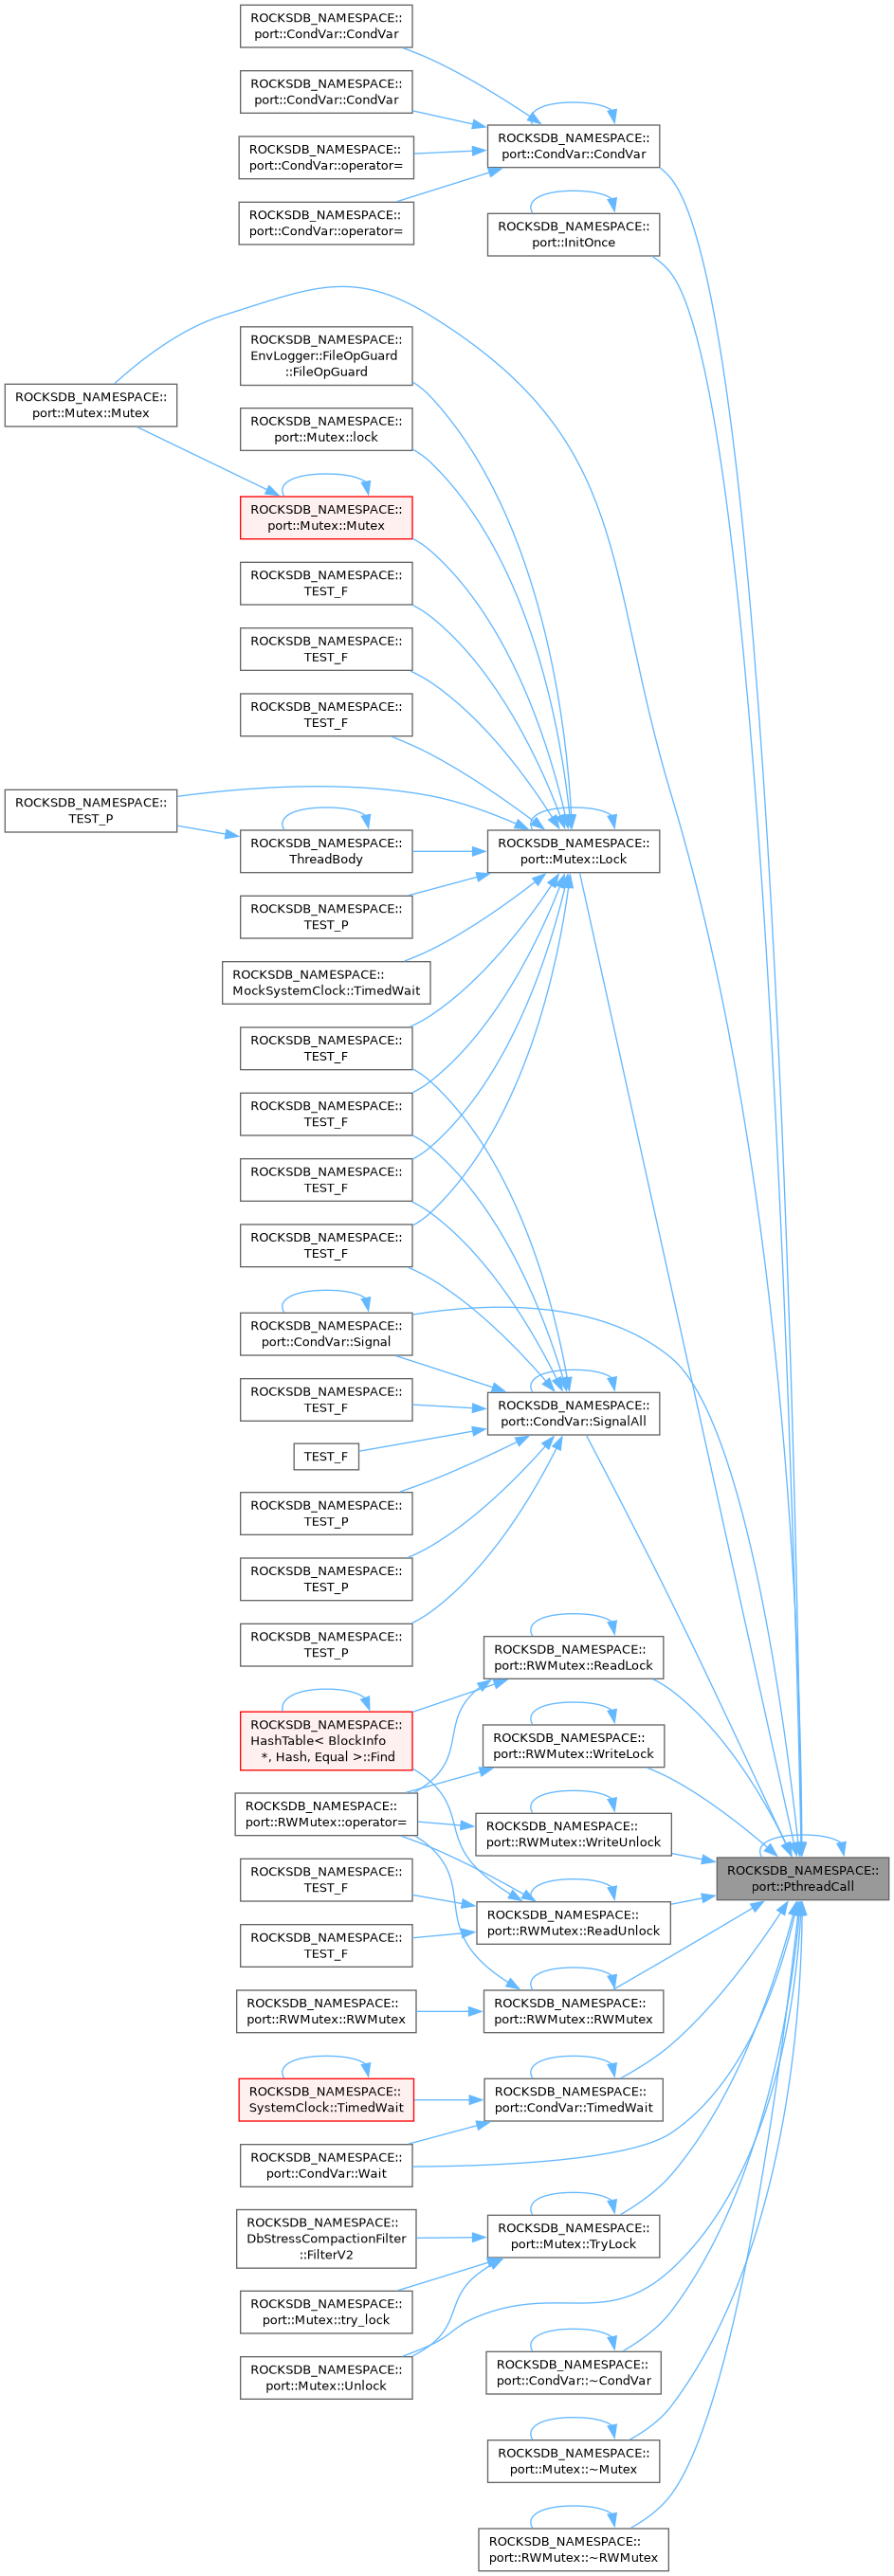 ROCKSDB_NAMESPACE::
port::CondVar::CondVar
ROCKSDB_NAMESPACE::
port::CondVar::CondVar
ROCKSDB_NAMESPACE::
port::CondVar::CondVar
ROCKSDB_NAMESPACE::
port::CondVar::operator=
ROCKSDB_NAMESPACE::
port::CondVar::operator=
ROCKSDB_NAMESPACE::
port::InitOnce
ROCKSDB_NAMESPACE::
EnvLogger::FileOpGuard
::FileOpGuard
ROCKSDB_NAMESPACE::
port::Mutex::Mutex
ROCKSDB_NAMESPACE::
port::Mutex::lock
ROCKSDB_NAMESPACE::
port::Mutex::Mutex
ROCKSDB_NAMESPACE::
TEST_F
ROCKSDB_NAMESPACE::
TEST_F
ROCKSDB_NAMESPACE::
TEST_F
ROCKSDB_NAMESPACE::
TEST_P
ROCKSDB_NAMESPACE::
ThreadBody
ROCKSDB_NAMESPACE::
port::Mutex::Lock
ROCKSDB_NAMESPACE::
TEST_P
ROCKSDB_NAMESPACE::
MockSystemClock::TimedWait
ROCKSDB_NAMESPACE::
TEST_F
ROCKSDB_NAMESPACE::
TEST_F
ROCKSDB_NAMESPACE::
TEST_F
ROCKSDB_NAMESPACE::
TEST_F
ROCKSDB_NAMESPACE::
port::CondVar::Signal
ROCKSDB_NAMESPACE::
TEST_F
ROCKSDB_NAMESPACE::
port::CondVar::SignalAll
TEST_F
ROCKSDB_NAMESPACE::
TEST_P
ROCKSDB_NAMESPACE::
TEST_P
ROCKSDB_NAMESPACE::
TEST_P
ROCKSDB_NAMESPACE::
port::RWMutex::ReadLock
ROCKSDB_NAMESPACE::
HashTable< BlockInfo
*, Hash, Equal >::Find
ROCKSDB_NAMESPACE::
port::RWMutex::WriteLock
ROCKSDB_NAMESPACE::
port::RWMutex::operator=
ROCKSDB_NAMESPACE::
port::RWMutex::WriteUnlock
ROCKSDB_NAMESPACE::
port::PthreadCall
ROCKSDB_NAMESPACE::
TEST_F
ROCKSDB_NAMESPACE::
port::RWMutex::ReadUnlock
ROCKSDB_NAMESPACE::
TEST_F
ROCKSDB_NAMESPACE::
port::RWMutex::RWMutex
ROCKSDB_NAMESPACE::
port::RWMutex::RWMutex
ROCKSDB_NAMESPACE::
SystemClock::TimedWait
ROCKSDB_NAMESPACE::
port::CondVar::TimedWait
ROCKSDB_NAMESPACE::
port::CondVar::Wait
ROCKSDB_NAMESPACE::
DbStressCompactionFilter
::FilterV2
ROCKSDB_NAMESPACE::
port::Mutex::TryLock
ROCKSDB_NAMESPACE::
port::Mutex::try_lock
ROCKSDB_NAMESPACE::
port::Mutex::Unlock
ROCKSDB_NAMESPACE::
port::CondVar::~CondVar
ROCKSDB_NAMESPACE::
port::Mutex::~Mutex
ROCKSDB_NAMESPACE::
port::RWMutex::~RWMutex